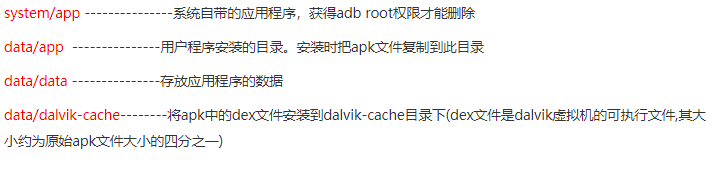 system/app ---------------系统自带的应用程序，获得adb root权限才能删除
data/app ---------------用户程序安装的目录。安装时把apk文件复制到此目录
data/data ---------------存放应用程序的数据
data/dalvik-cache--------将apk中的dex文件安装到dalvik-cache目录下(dex文件是dalvik虚拟机的可执行文件,其大
小约为原始apk文件大小的四分之一)